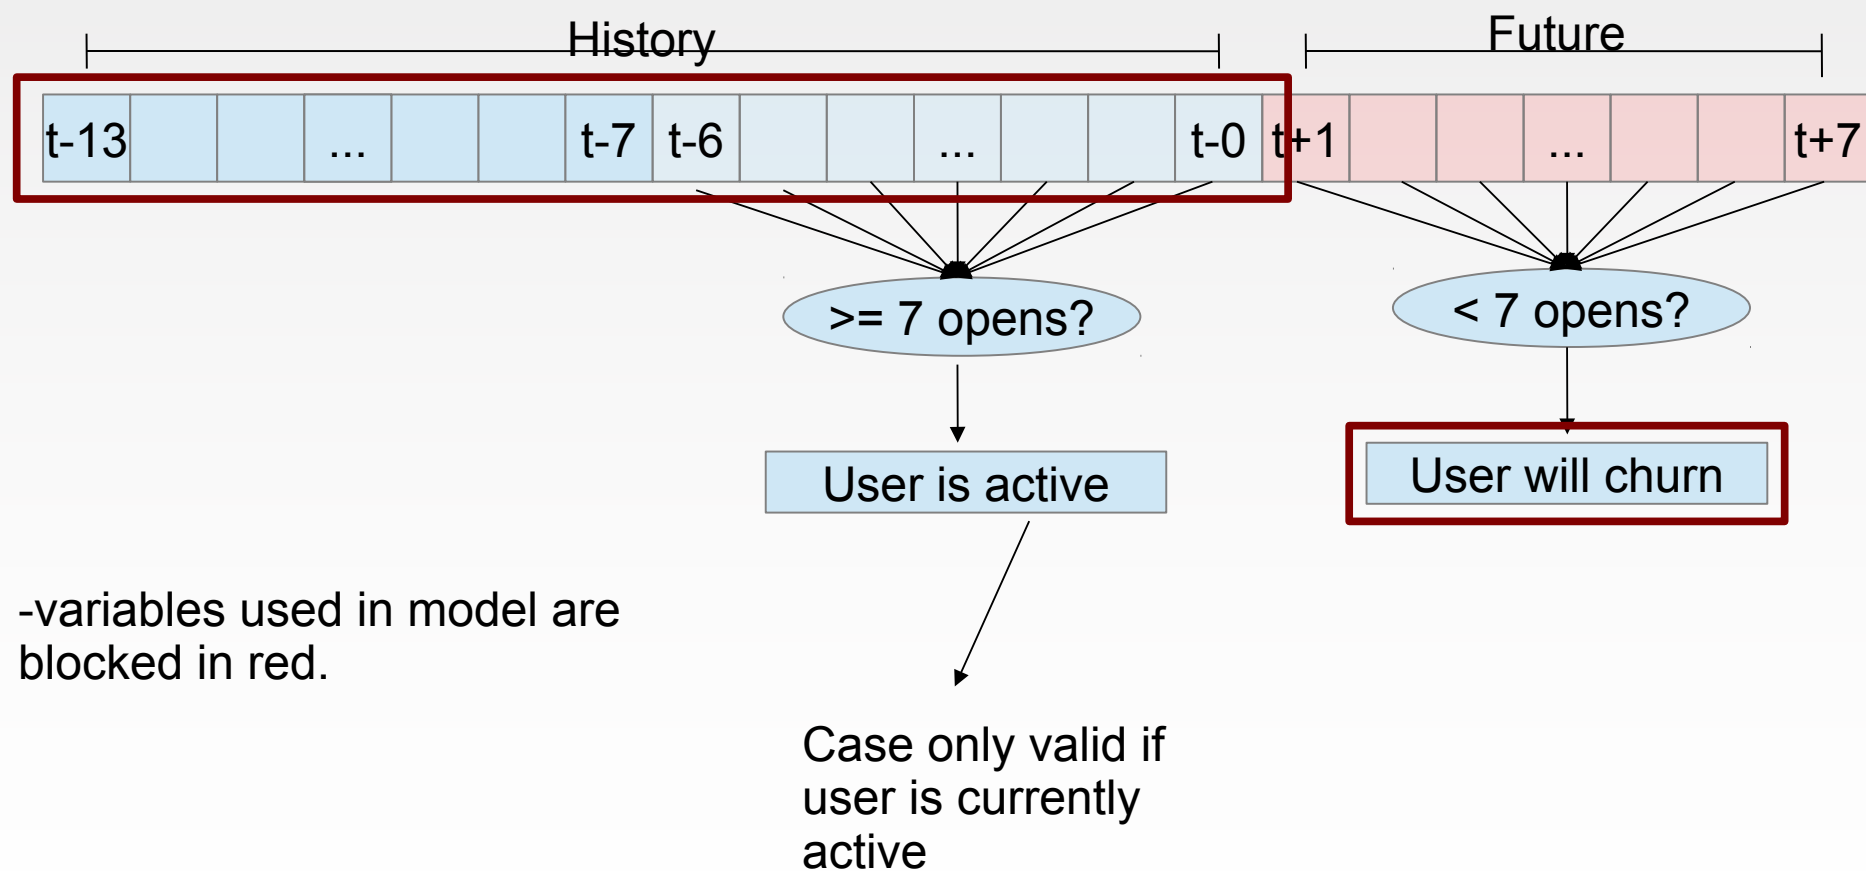 History
Future
t-13 ... t-7 t-6 ... t-0 t+1 ... t+7
>= 7 opens?
< 7 opens?
User is active
User will churn
-variables used in model are
blocked in red.
Case only valid if
user is currently
active